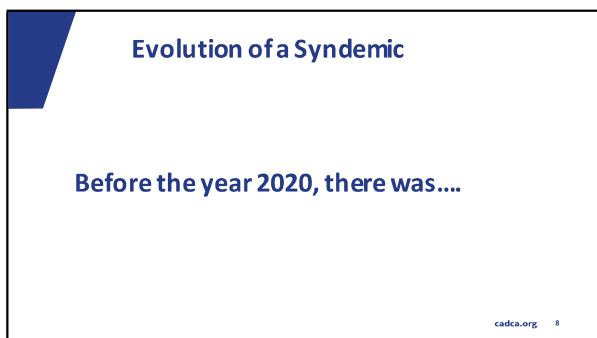 Evolution of a Syndemic
Before the year 2020, there was….
cadca.org 8